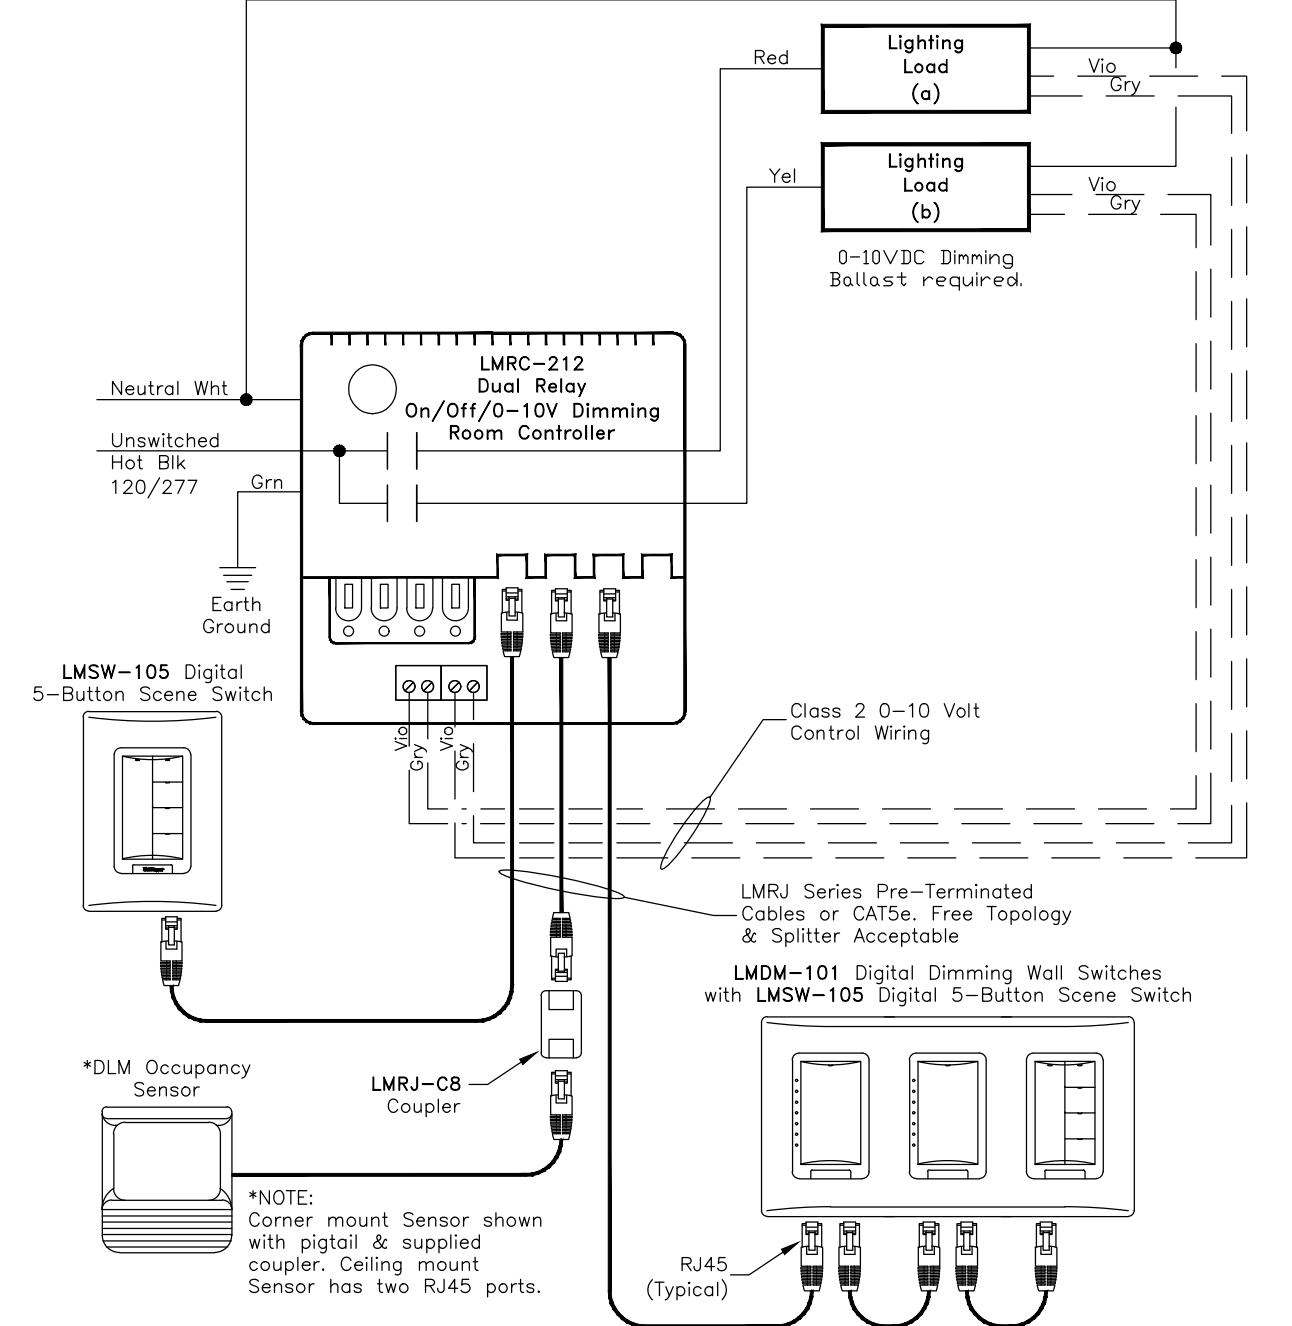 Lighting
Load
(a)
Red
Vio
Gry
Lighting
Load
(b)
Yel
Vio
Gry
0-10VDC Dimming
Ballast required.
LMRC-212
Dual Relay
On/Off/0-10V Dimming
Room Controller
Neutral Wht
Unswitched
Hot Blk
120/277
Grn
Earth
Ground
LMSW-105 Digital
5-Button Scene Switch
Vio
Gry
Vio
Gry
Class 2 0-10 Volt
Control Wiring
LMRJ Series Pre-Terminated
Cables or CAT5e. Free Topology
& Splitter Acceptable
LMDM-101 Digital Dimming Wall Switches
with LMSW-105 Digital 5-Button Scene Switch
*DLM Occupancy
Sensor
LMRJ-C8
Coupler
*NOTE:
Corner mount Sensor shown
with pigtail & supplied
coupler. Ceiling mount
Sensor has two RJ45 ports.
RJ45
(Typical)